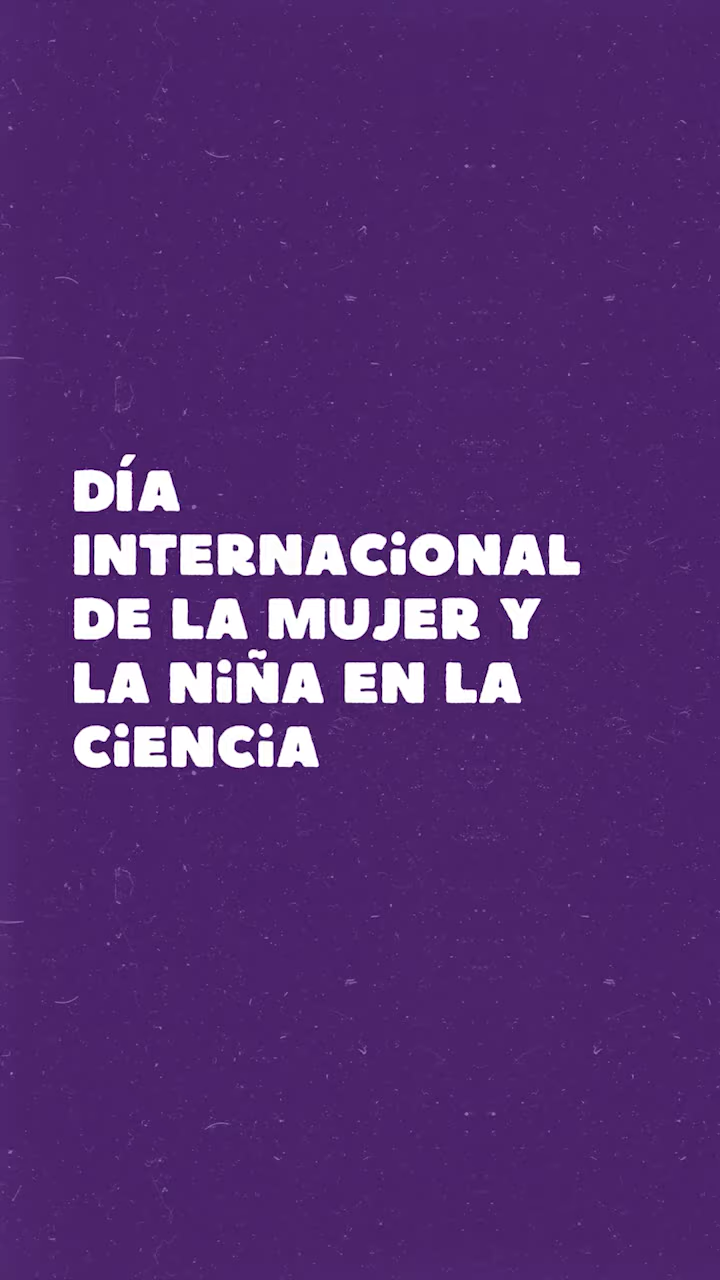 DÍA
INTERNACiONAL
DE LA MUJER Y
LA NiÑA EN LA
CiENCiA